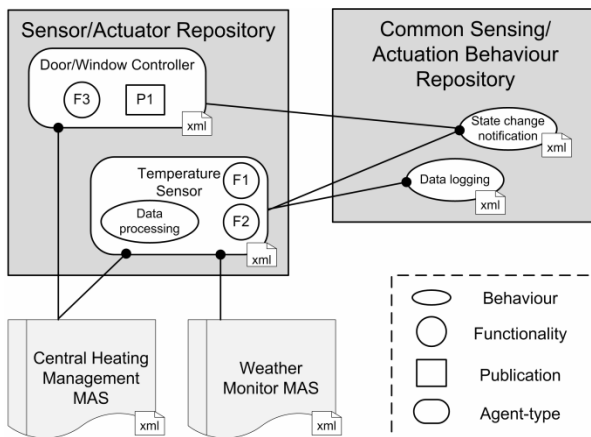 Sensor/Actuator Repository
Door/Window Controller
F3
P1
xml
Temperature
Sensor
F1
F2
Data
processing
xml
Common Sensing/
Actuation Behaviour
Repository
State change
notification
xml
Data logging
xml
Central Heating
Management
MAS
xml
Weather
Monitor MAS
xml
Behaviour
Functionality
Publication
Agent-type